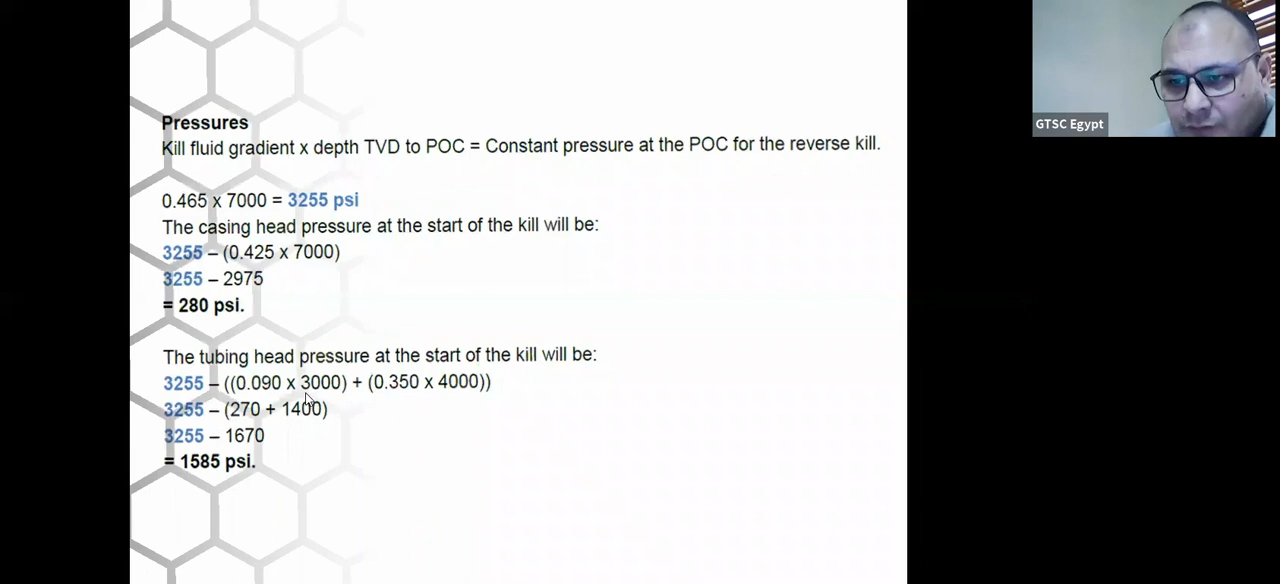 Pressures
Kill fluid gradient x depth TVD to POC = Constant pressure at the POC for the reverse kill.
0.465 x 7000 = 3255 psi
The casing head pressure at the start of the kill will be:
3255 – (0.425 x 7000)
3255 – 2975
= 280 psi.
The tubing head pressure at the start of the kill will be:
3255 – ((0.090 x 3000) + (0.350 x 4000))
3255 – (270 + 1400)
3255 – 1670
= 1585 psi.
GTSC Egypt